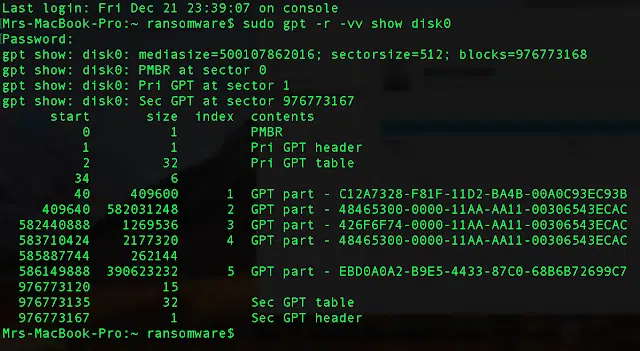 Last login: Fri Dec 21 23:39:07 on console
Mrs-MacBook-Pro:~ ransomware$ sudo gpt -r -vv show disk0
Password:
gpt show: disk0: mediasize=500107862016; sectorsize=512; blocks=976773168
gpt show: disk0: PMBR at sector 0
gpt show: disk0: Pri GPT at sector 1
gpt show: disk0: Sec GPT at sector 976773167
start size index contents
0 1 PMBR
1 1 Pri GPT header
2 32 Pri GPT table
34 6
40 409600 1 GPT part - C12A7328-F81F-11D2-BA4B-00A0C93EC93B
409640 582031248 2 GPT part - 48465300-0000-11AA-AA11-00306543ECAC
582440888 1269536 3 GPT part - 426F6F74-0000-11AA-AA11-00306543ECAC
583710424 2177320 4 GPT part - 48465300-0000-11AA-AA11-00306543ECAC
585887744 262144
586149888 390623232 5 GPT part - EBD0A0A2-B9E5-4433-87C0-68B6B72699C7
976773120 15
976773135 32 Sec GPT table
976773167 1 Sec GPT header
Mrs-MacBook-Pro:~ ransomware$